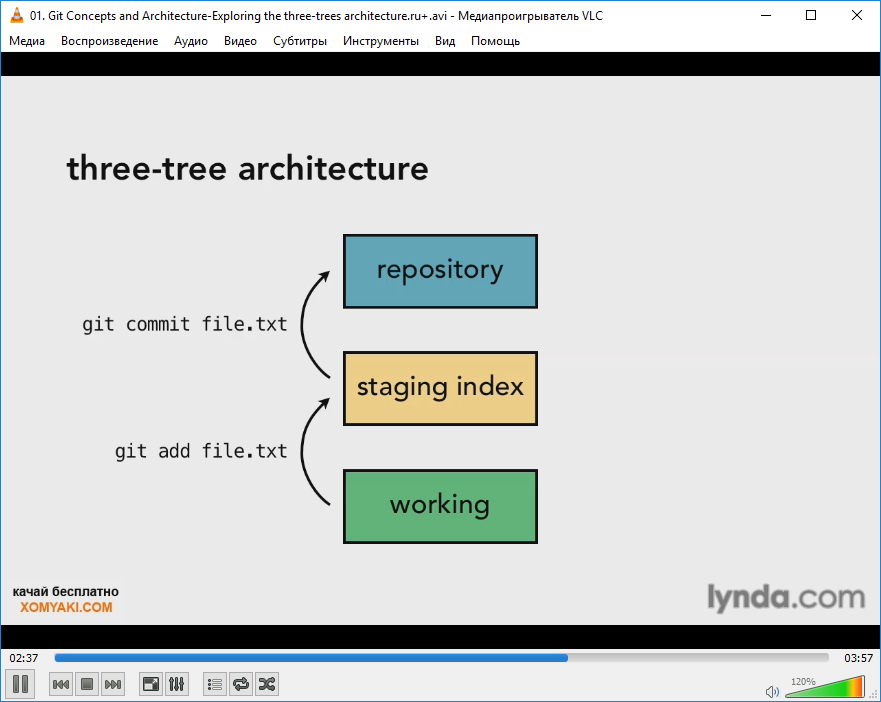 01. Git Concepts and Architecture-Exploring the three-trees architecture.ru+.avi - Медиапроигрыватель VLC
Медиа Воспроизведение Аудио Видео Субтитры Инструменты Вид Помощь
three-tree architecture
repository
git commit file.txt
staging index
git add file.txt
working
качай бесплатно
XOMYAKI.COM
lynda.com
02:37
03:57
120%